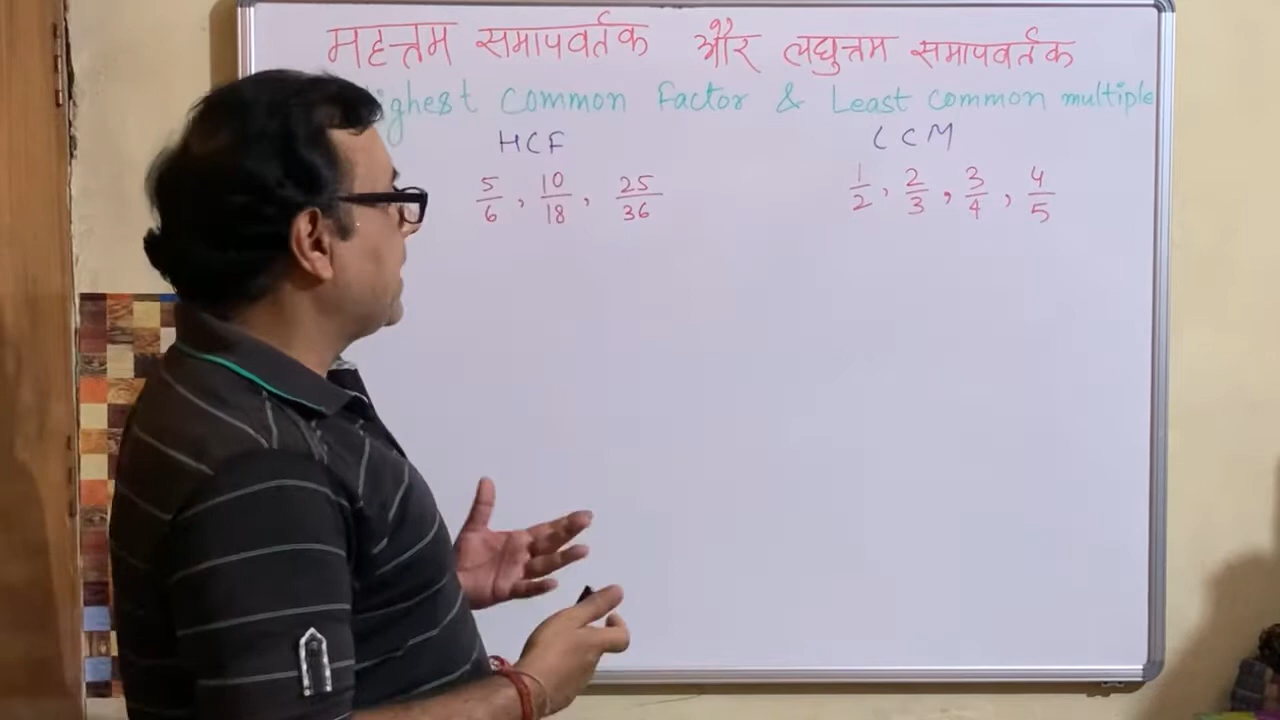 महत्तम समापवर्तक और लघुत्तम समापवर्तक
ighest Common Factor & Least common multiple
HCF LCM
5/6, 10/18, 25/36 1/2, 2/3, 3/4, 4/5